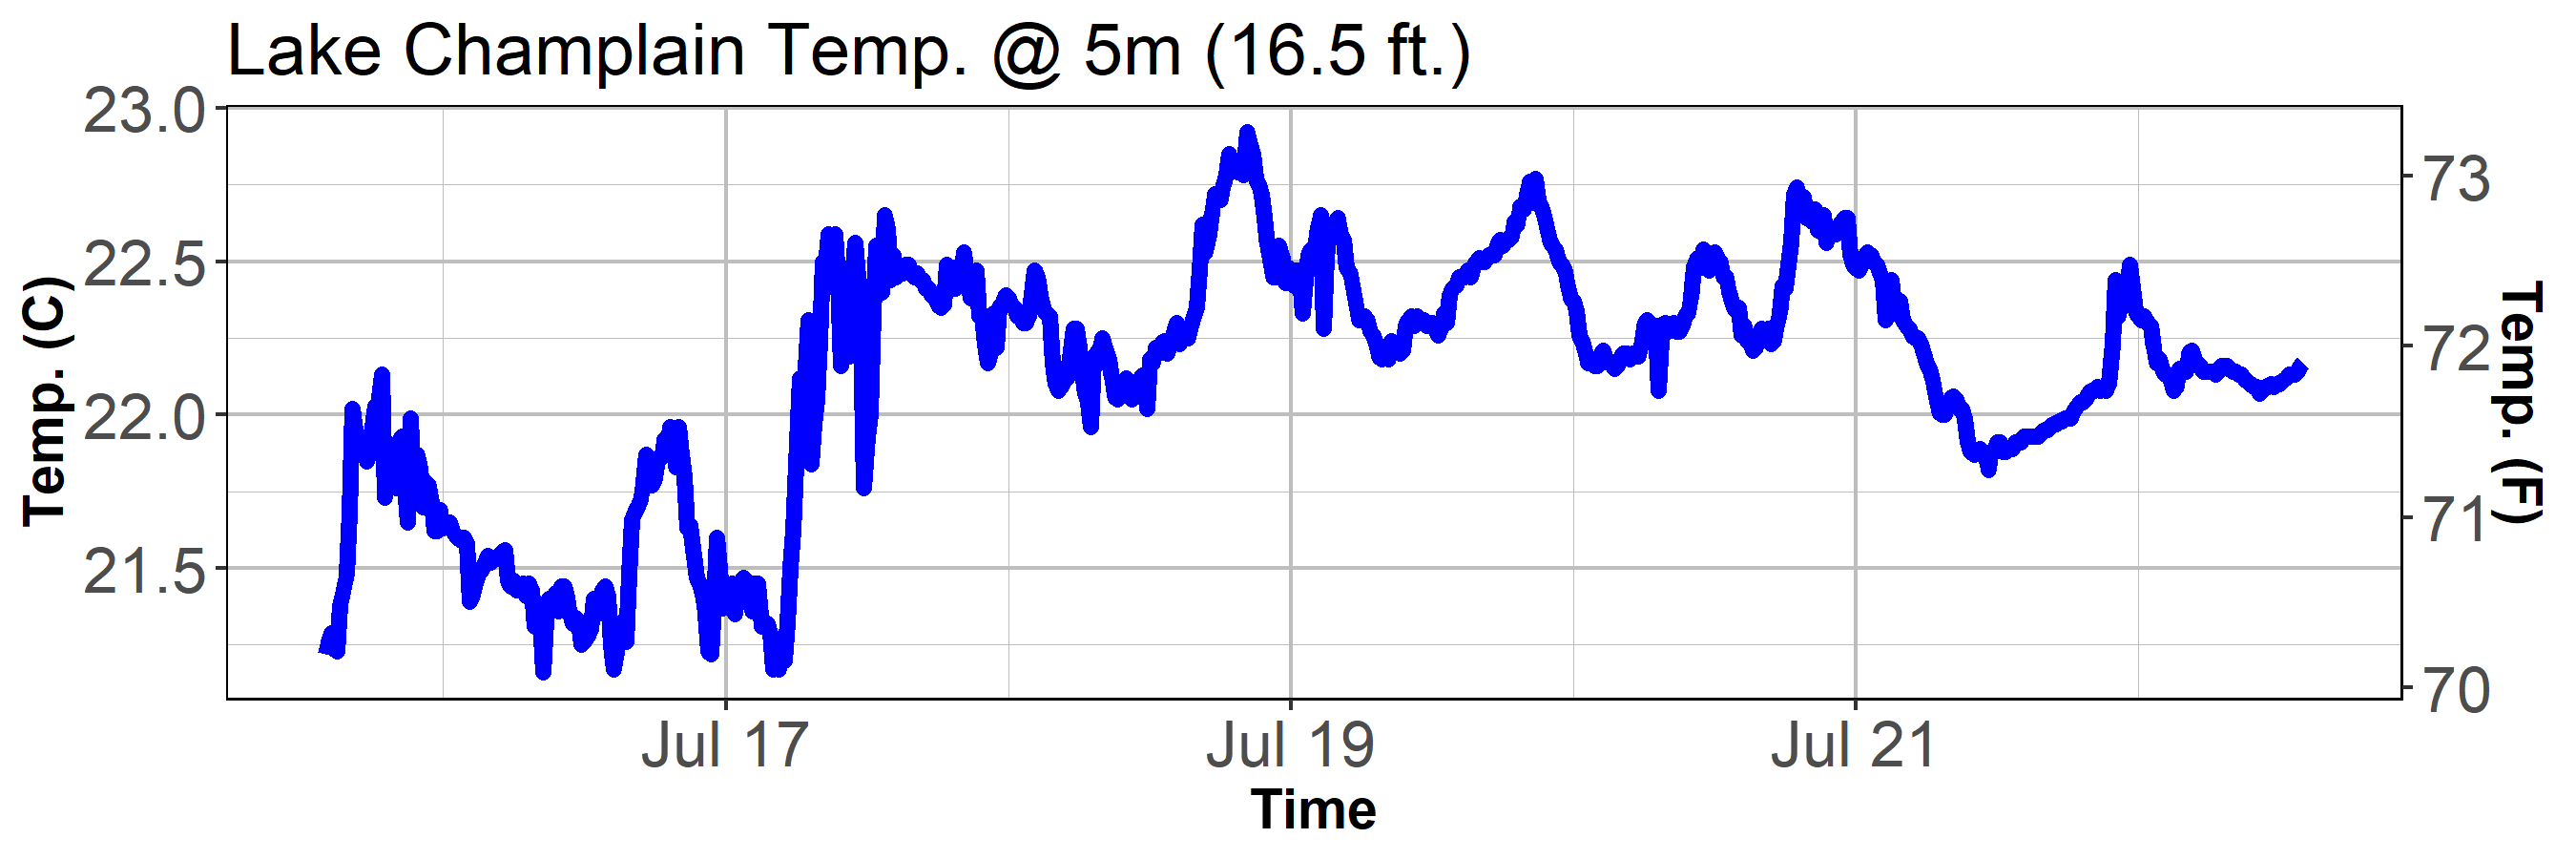 Lake Champlain Temp. @ 5m (16.5 ft.)
23.0
22.5
22.0
21.5
Temp. (C)
73
72
71
70
Temp. (F)
Jul 17 Jul 19 Jul 21
Time